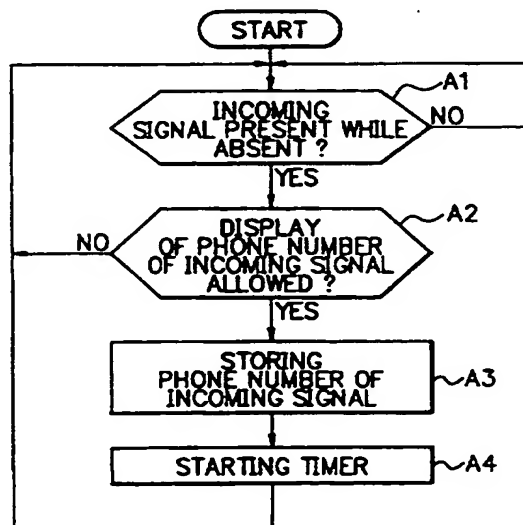 START
A1
INCOMING
SIGNAL PRESENT WHILE
ABSENT ?
NO
YES
A2
DISPLAY
OF PHONE NUMBER
OF INCOMING SIGNAL
ALLOWED ?
NO
YES
STORING
PHONE NUMBER OF
INCOMING SIGNAL
A3
STARTING TIMER
A4